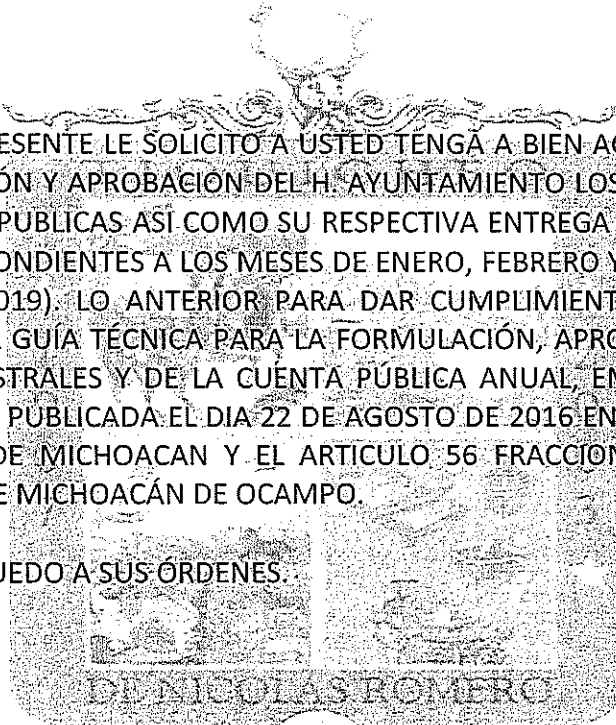 ESENTE LE SOLICITO A USTED TENGA A BIEN AC
ÓN Y APROBACION DEL H. AYUNTAMIENTO LOS
PUBLICAS ASI COMO SU RESPECTIVA ENTREGA
ONDIENTES A LOS MESES DE ENERO, FEBRERO Y
019). LO ANTERIOR PARA DAR CUMPLIMIENT
GUÍA TÉCNICA PARA LA FORMULACIÓN, APRO
STRALES Y DE LA CUENTA PÚBLICA ANUAL, EN
PUBLICADA EL DIA 22 DE AGOSTO DE 2016 EN
DE MICHOACAN Y EL ARTICULO 56 FRACCION
E MICHOACÁN DE OCAMPO.
UEDO A SUS ÓRDENES.
DE NICOLAS ROMERO